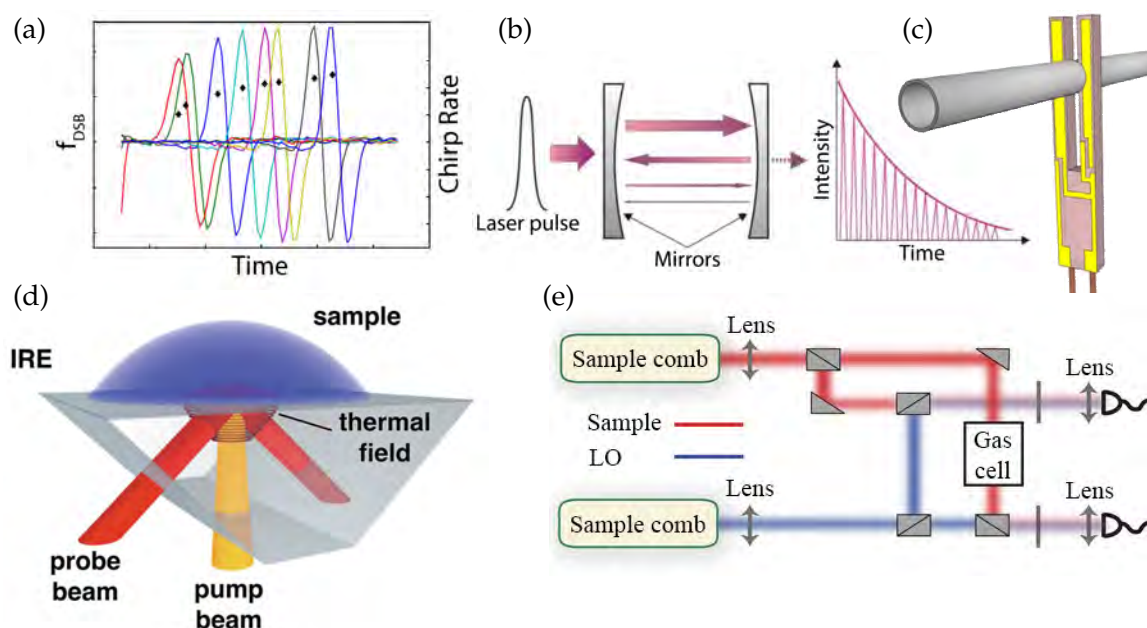 (a)
f_DSB
Chirp Rate
Time
(b)
Laser pulse
Mirrors
Intensity
Time
(c)
(d)
IRE
sample
thermal
field
probe
beam
pump
beam
(e)
Lens
Sample comb
Lens
Sample
LO
Gas
cell
Lens
Sample comb
Lens